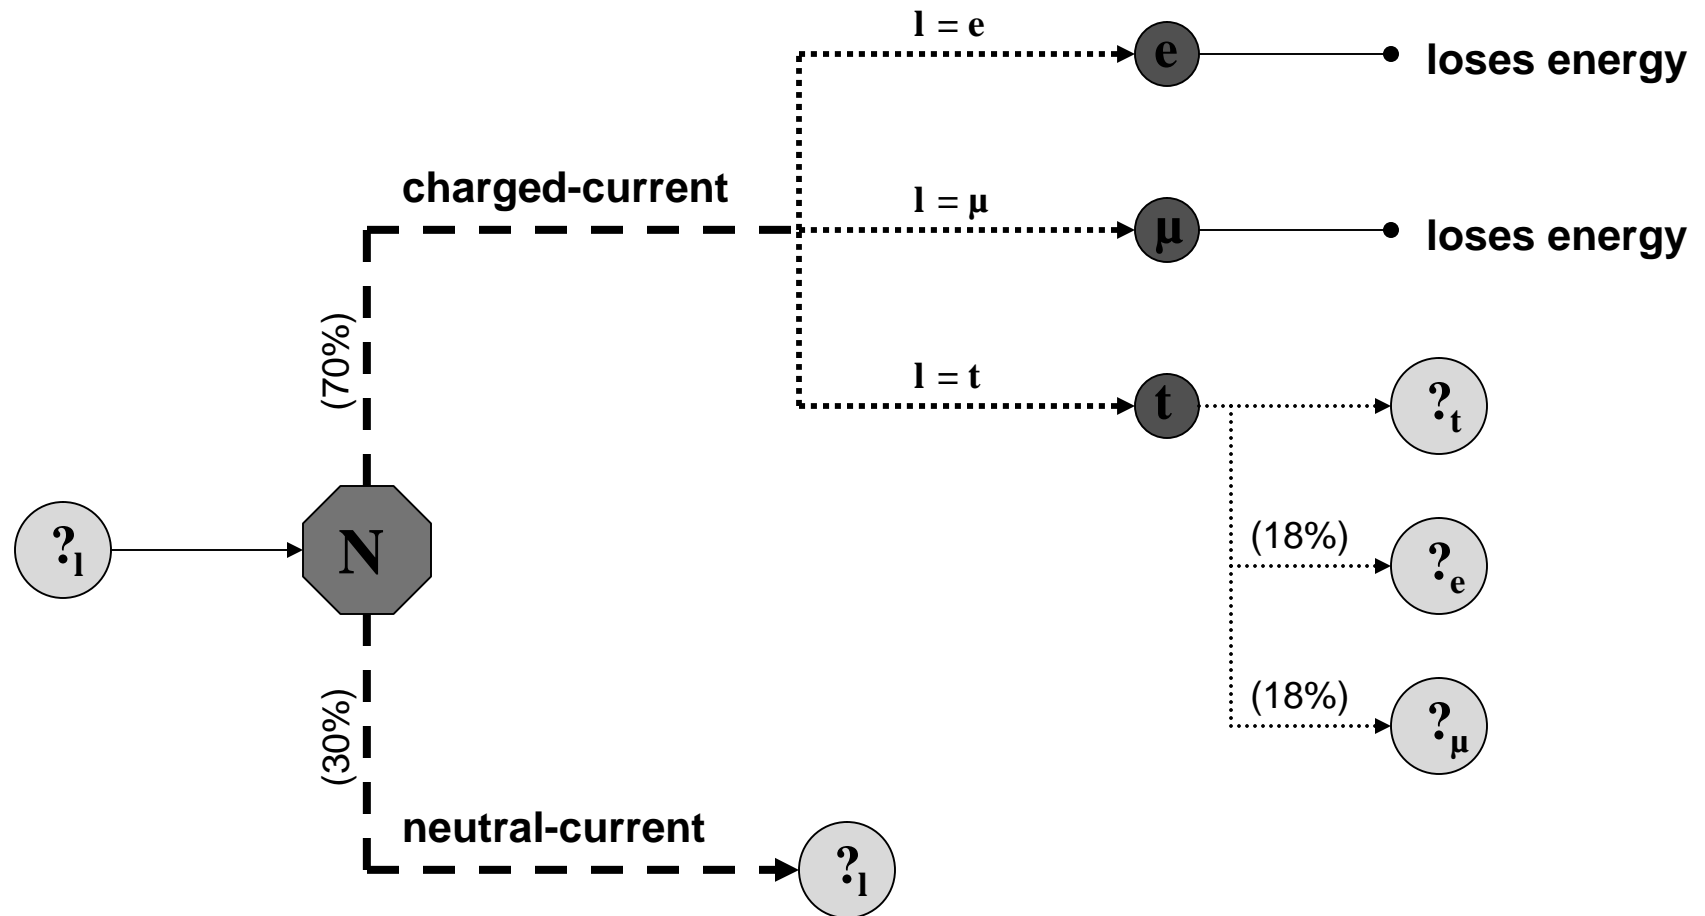 l = e
e
loses energy
charged-current
l = μ
μ
loses energy
(70%)
l = t
t
?t
?l
N
(18%)
?e
(30%)
(18%)
?μ
neutral-current
?l